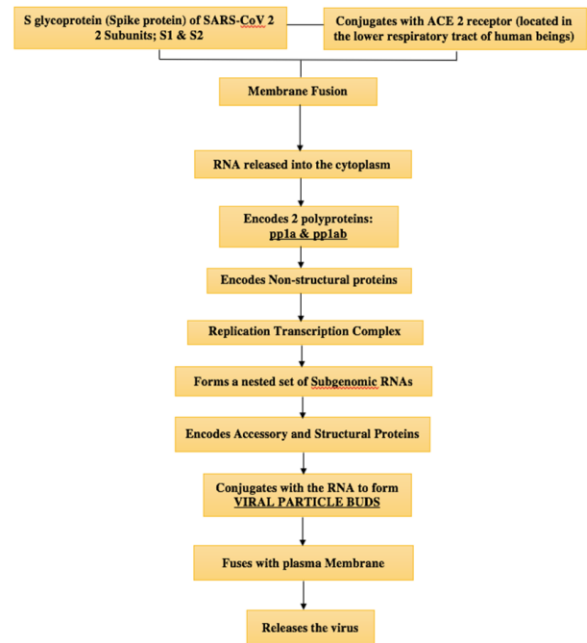 S glycoprotein (Spike protein) of SARS-CoV 2
2 Subunits; S1 & S2
Conjugates with ACE 2 receptor (located in
the lower respiratory tract of human beings)
Membrane Fusion
RNA released into the cytoplasm
Encodes 2 polyproteins:
pp1a & pp1ab
Encodes Non-structural proteins
Replication Transcription Complex
Forms a nested set of Subgenomic RNAs
Encodes Accessory and Structural Proteins
Conjugates with the RNA to form
VIRAL PARTICLE BUDS
Fuses with plasma Membrane
Releases the virus